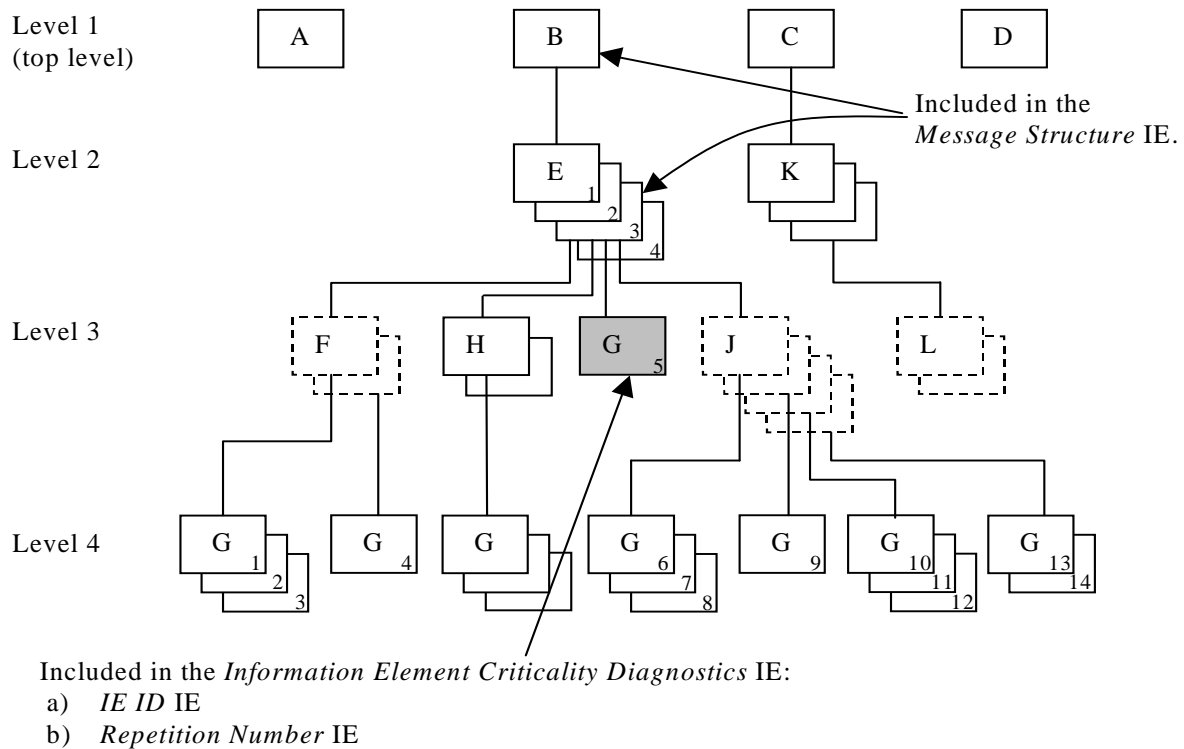 Level 1
(top level)
A
B
C
D
Included in the
Message Structure IE.
Level 2
E
1
2
3
4
K
Level 3
F
H
G
5
J
L
Level 4
G
1
2
3
G
4
G
G
6
7
8
G
9
G
10
11
12
G
13
14
Included in the Information Element Criticality Diagnostics IE:
a) IE ID IE
b) Repetition Number IE